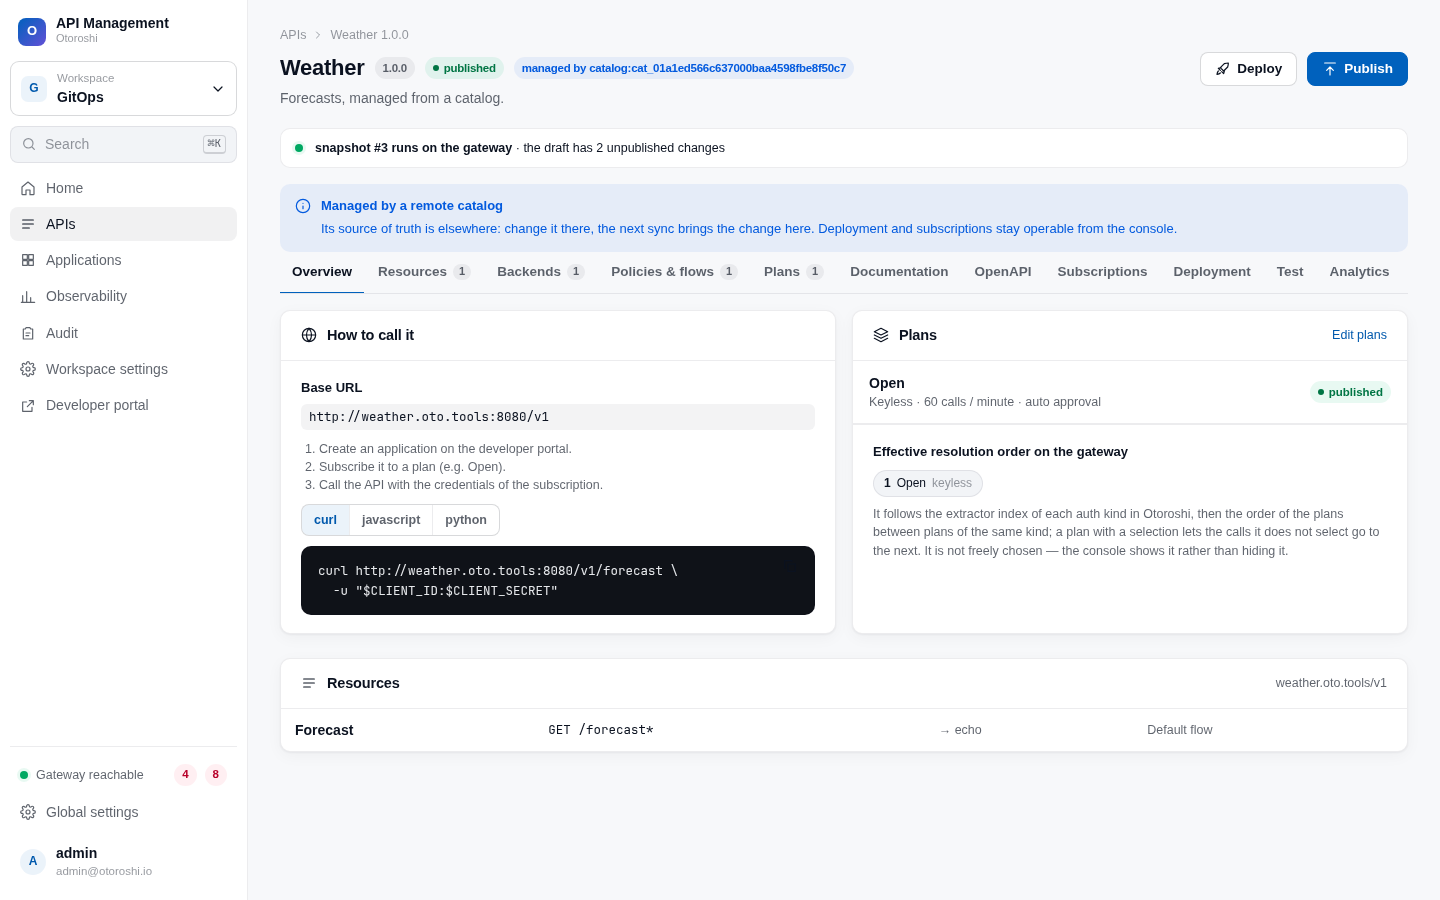 O
API Management
Otoroshi
G
Workspace
GitOps
Search
⌘K
Home
APIs
Applications
Observability
Audit
Workspace settings
Developer portal
Gateway reachable
4
8
Global settings
A
admin
admin@otoroshi.io
APIs
Weather 1.0.0
Weather
1.0.0
published
managed by catalog:cat_01a1ed566c637000baa4598fbe8f50c7
Deploy
Publish
Forecasts, managed from a catalog.
snapshot #3 runs on the gateway · the draft has 2 unpublished changes
Managed by a remote catalog
Its source of truth is elsewhere: change it there, the next sync brings the change here. Deployment and subscriptions stay operable from the console.
Overview
Resources 1
Backends 1
Policies & flows 1
Plans 1
Documentation
OpenAPI
Subscriptions
Deployment
Test
Analytics
How to call it
Base URL
http://weather.oto.tools:8080/v1
1. Create an application on the developer portal.
2. Subscribe it to a plan (e.g. Open).
3. Call the API with the credentials of the subscription.
curl
javascript
python
curl http://weather.oto.tools:8080/v1/forecast \
-u "$CLIENT_ID:$CLIENT_SECRET"
Plans
Edit plans
Open
Keyless · 60 calls / minute · auto approval
published
Effective resolution order on the gateway
1 Open keyless
It follows the extractor index of each auth kind in Otoroshi, then the order of the plans
between plans of the same kind; a plan with a selection lets the calls it does not select go to
the next. It is not freely chosen — the console shows it rather than hiding it.
Resources
weather.oto.tools/v1
Forecast
GET /forecast*
→ echo
Default flow